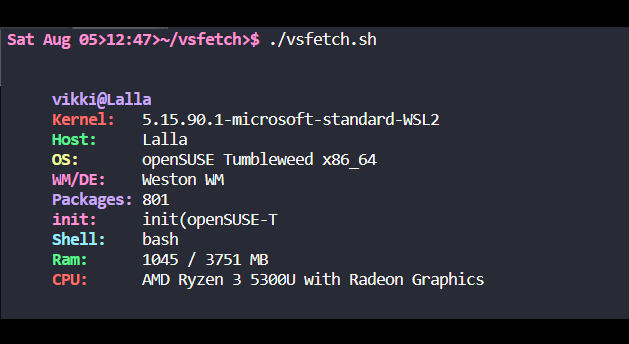 Sat Aug 05>12:47>~/vsfetch>$ ./vsfetch.sh
vikki@Lalla
Kernel: 5.15.90.1-microsoft-standard-WSL2
Host: Lalla
OS: openSUSE Tumbleweed x86_64
WM/DE: Weston WM
Packages: 801
init: init(openSUSE-T
Shell: bash
Ram: 1045 / 3751 MB
CPU: AMD Ryzen 3 5300U with Radeon Graphics